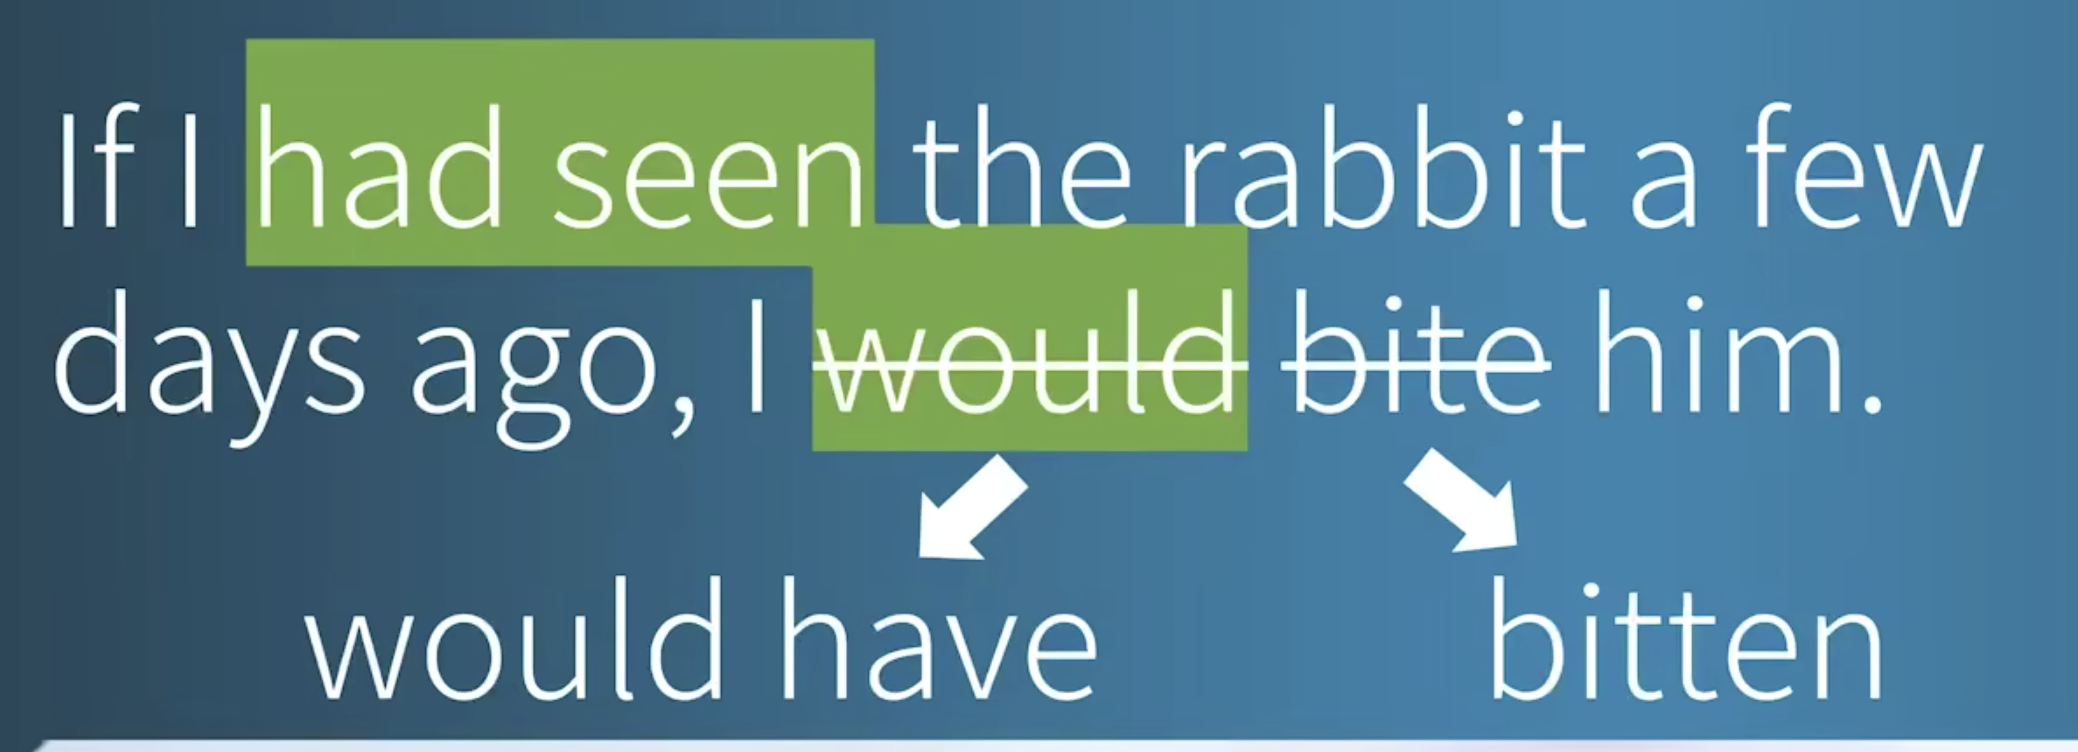 If I had seen the rabbit a few
days ago, I would bite him.
would have bitten